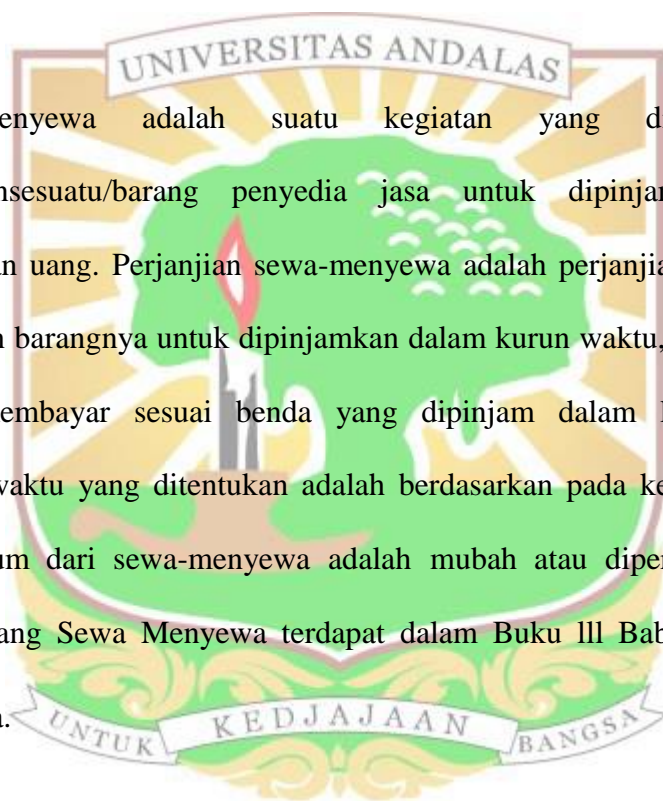 UNIVERSITAS ANDALAS
enyewa adalah suatu kegiatan yang d
nsesuatu/barang penyedia jasa untuk dipinjar
n uang. Perjanjian sewa-menyewa adalah perjanjia
barangnya untuk dipinjamkan dalam kurun waktu,
embayar sesuai benda yang dipinjam dalam
waktu yang ditentukan adalah berdasarkan pada ke
um dari sewa-menyewa adalah mubah atau diper
ang Sewa Menyewa terdapat dalam Buku lll Bab
a.
UNTUK KEDJAJAAN BANGSA